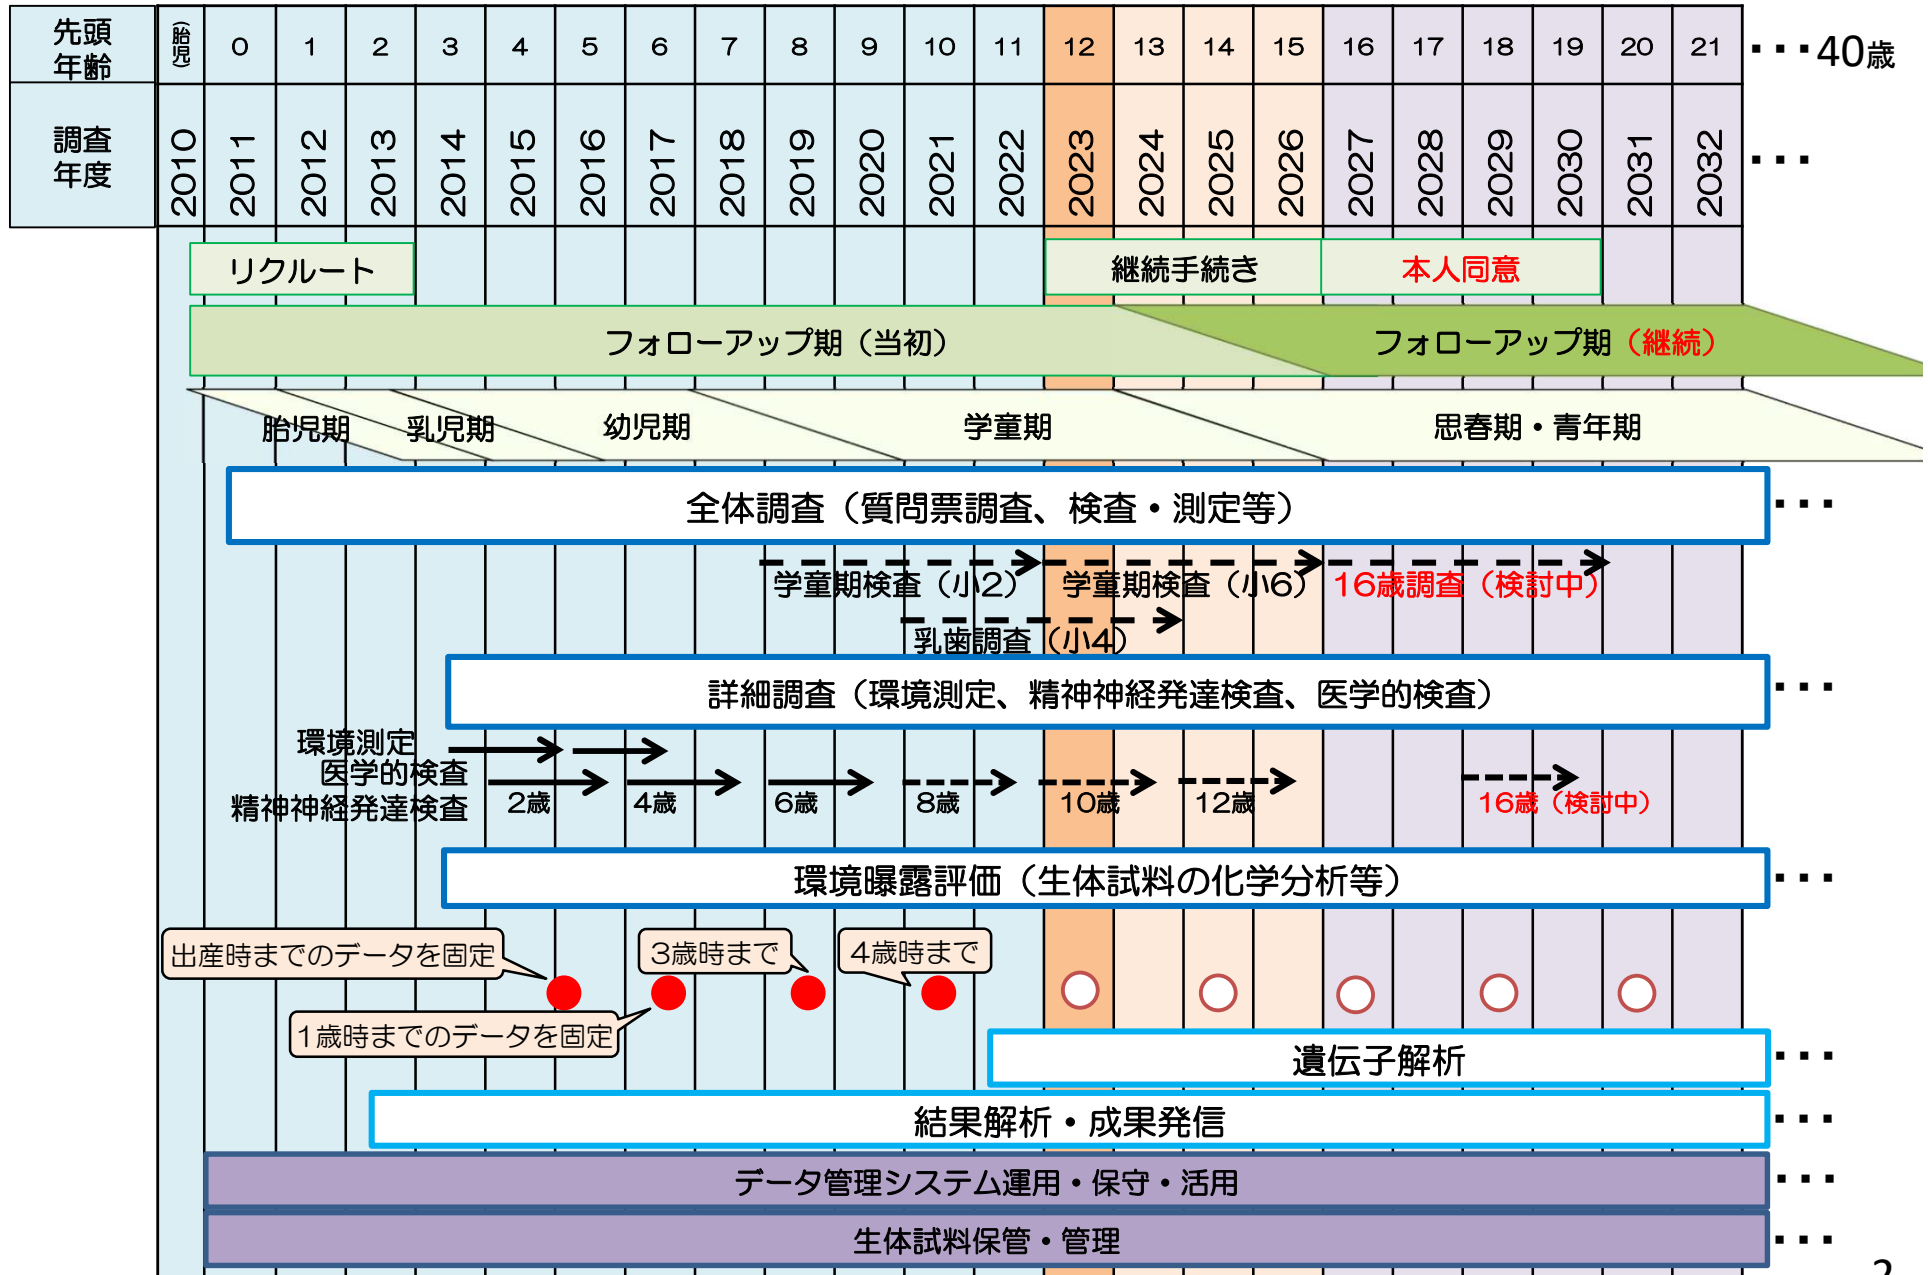 先頭
年齢
(胎児) 0 1 2 3 4 5 6 7 8 9 10 11 12 13 14 15 16 17 18 19 20 21 ・・・40歳
調査
年度
2010 2011 2012 2013 2014 2015 2016 2017 2018 2019 2020 2021 2022 2023 2024 2025 2026 2027 2028 2029 2030 2031 2032 ・・・
リクルート 継続手続き 本人同意
フォローアップ期（当初） フォローアップ期（継続）
胎児期 乳児期 幼児期 学童期 思春期・青年期
全体調査（質問票調査、検査・測定等） ・・・
学童期検査（小2） 学童期検査（小6） 16歳調査（検討中）
乳歯調査（小4）
詳細調査（環境測定、精神神経発達検査、医学的検査） ・・・
環境測定
医学的検査
精神神経発達検査 2歳 4歳 6歳 8歳 10歳 12歳 16歳（検討中）
環境曝露評価（生体試料の化学分析等） ・・・
出産時までのデータを固定 3歳時まで 4歳時まで
1歳時までのデータを固定
遺伝子解析 ・・・
結果解析・成果発信 ・・・
データ管理システム運用・保守・活用 ・・・
生体試料保管・管理 ・・・
2